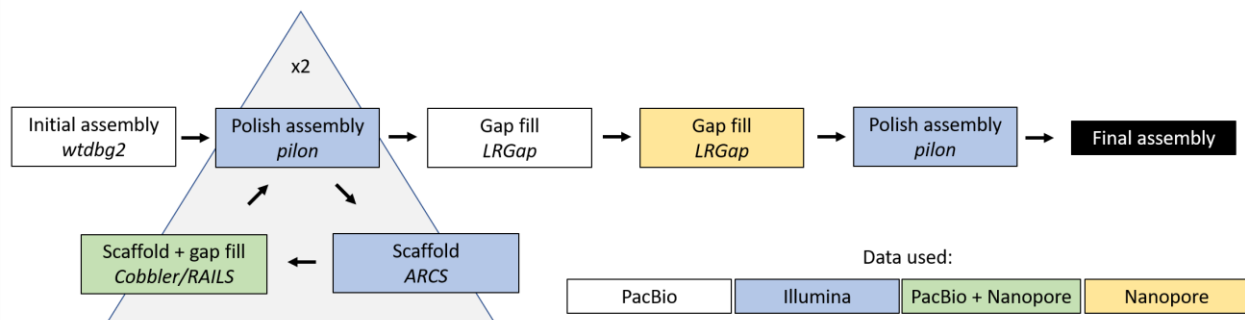 x2
Initial assembly
wtdbg2
Polish assembly
pilon
Gap fill
LRGap
Gap fill
LRGap
Polish assembly
pilon
Final assembly
Scaffold + gap fill
Cobbler/RAILS
Scaffold
ARCS
Data used:
PacBio
Illumina
PacBio + Nanopore
Nanopore